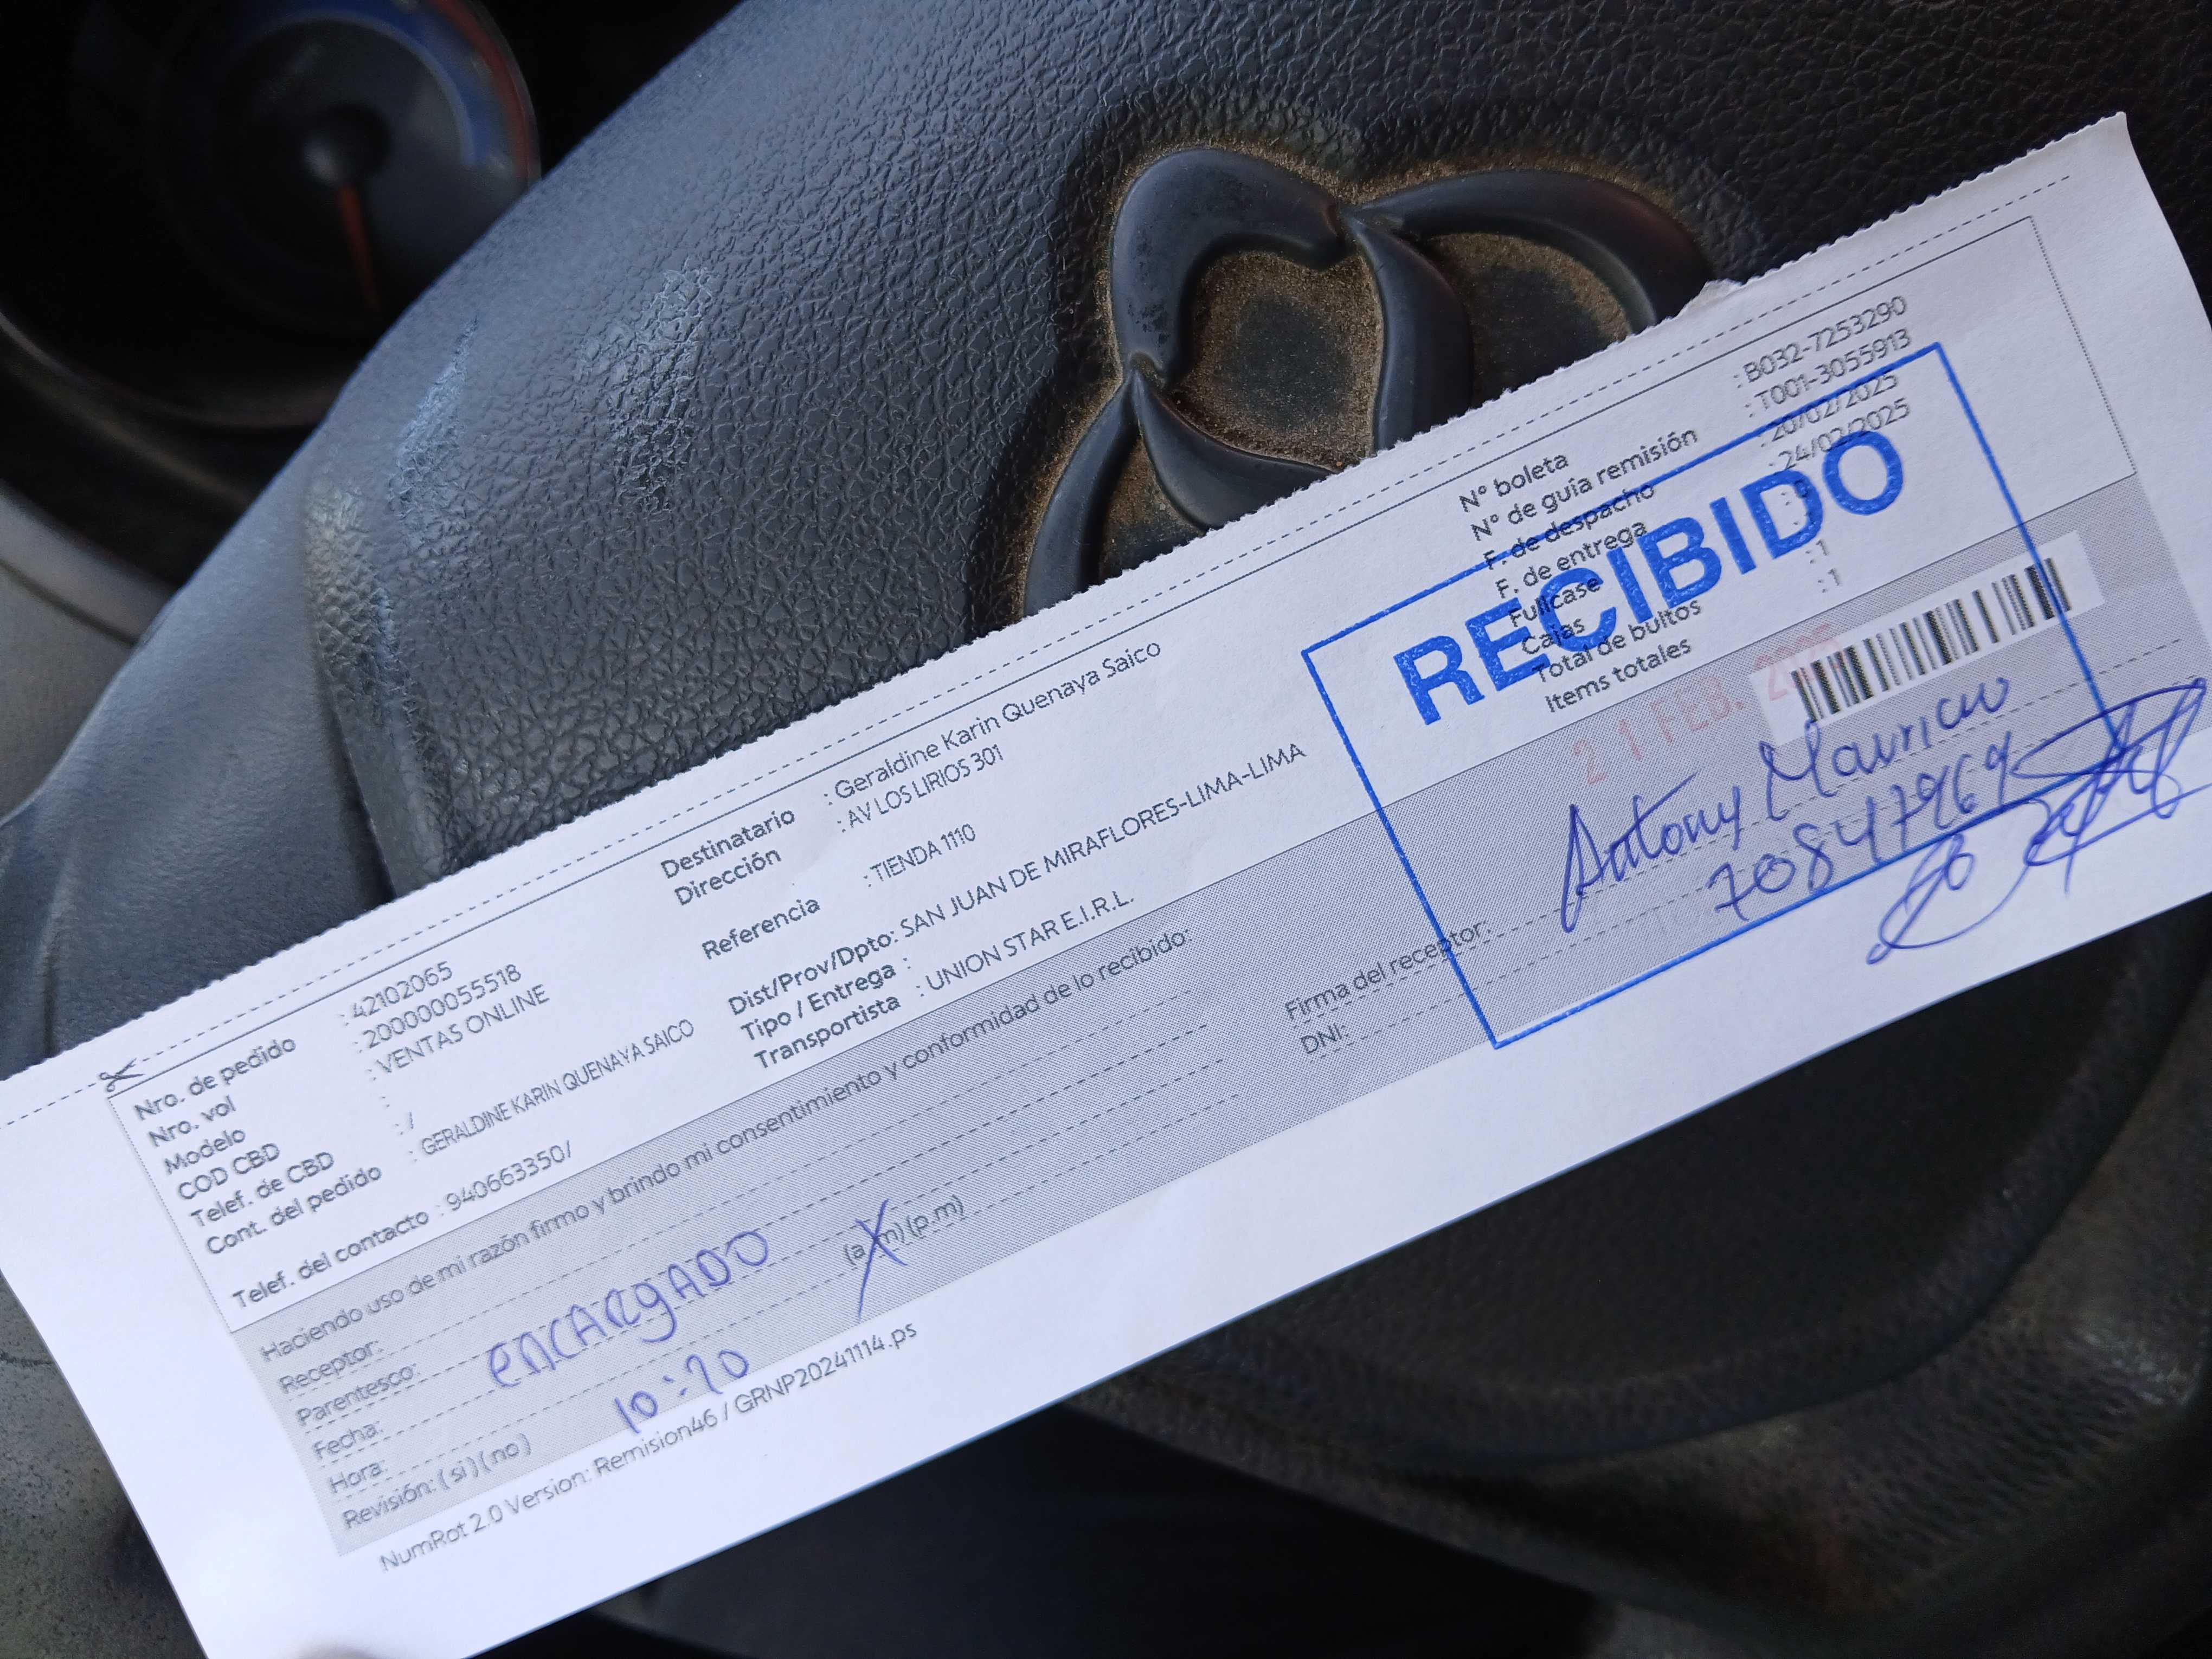 Nro. de pedido : 42102065
Nro. vol : 200000055518
Modelo : VENTAS ONLINE
COD CBD :
Telef. de CBD : /
Cont. del pedido : GERALDINE KARIN QUENAYA SAICO
Telef. del contacto : 940663350/
Destinatario : Geraldine Karin Quenaya Saico
Dirección : AV LOS LIRIOS 301
Referencia : TIENDA 1110
Dist/Prov/Dpto: SAN JUAN DE MIRAFLORES-LIMA-LIMA
Tipo / Entrega :
Transportista : UNION STAR E.I.R.L.
N° boleta : B032-7253290
N° de guía remisión : T001-3055913
F. de despacho : 20/02/2025
F. de entrega : 24/02/2025
Fullcase
Cajas
Total de bultos : 1
Items totales : 1
RECIBIDO
21 FEB. 2025
Haciendo uso de mi razón firmo y brindo mi consentimiento y conformidad de lo recibido:
Receptor:
Parentesco: encargado
Fecha:
Hora: 10:20 (a.m) (p.m)
X
Revisión: (si) (no)
Firma del receptor: Antony Mauricio
DNI: 70847969
NumRot 2.0 Version: Remision46 / GRNP20241114.ps